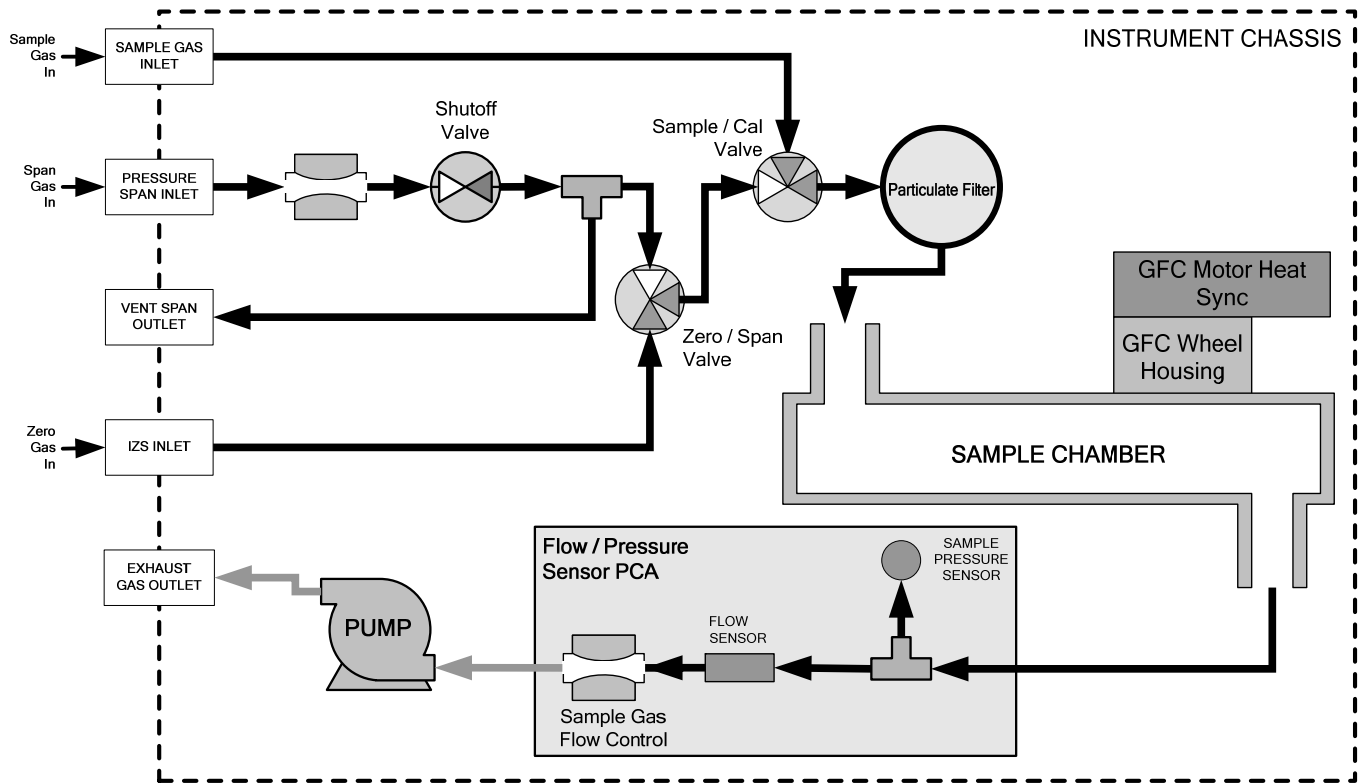 INSTRUMENT CHASSIS
Sample
Gas
In
SAMPLE GAS
INLET
Shutoff
Valve
Sample / Cal
Valve
Span
Gas
In
PRESSURE
SPAN INLET
Particulate Filter
VENT SPAN
OUTLET
Zero / Span
Valve
GFC Motor Heat
Sync
GFC Wheel
Housing
Zero
Gas
In
IZS INLET
SAMPLE CHAMBER
EXHAUST
GAS OUTLET
PUMP
Flow / Pressure
Sensor PCA
SAMPLE
PRESSURE
SENSOR
FLOW
SENSOR
Sample Gas
Flow Control